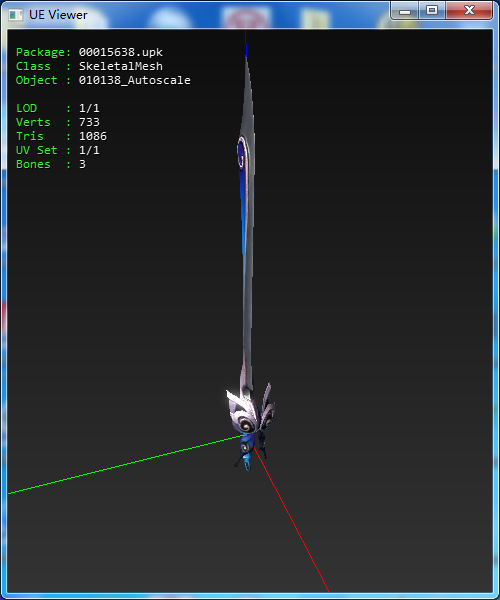 UE Viewer
Package: 00015638.upk
Class  : SkeletalMesh
Object : 010138_Autoscale
LOD    : 1/1
Verts  : 733
Tris   : 1086
UV Set : 1/1
Bones  : 3